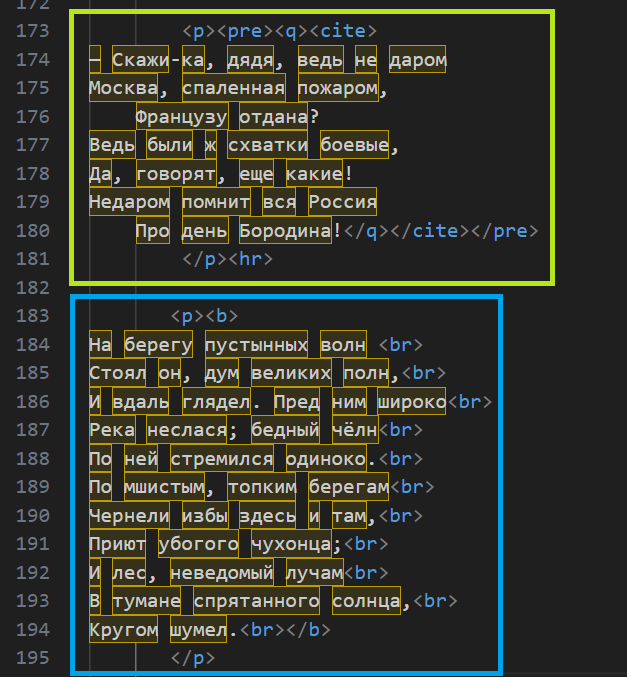 172
173 <p><pre><q><cite>
174 – Скажи-ка, дядя, ведь не даром
175 Москва, спаленная пожаром,
176 Французу отдана?
177 Ведь были ж схватки боевые,
178 Да, говорят, еще какие!
179 Недаром помнит вся Россия
180 Про день Бородина!</q></cite></pre>
181 </p><hr>
182
183 <p><b>
184 На берегу пустынных волн <br>
185 Стоял он, дум великих полн,<br>
186 И вдаль глядел. Пред ним широко<br>
187 Река неслася; бедный чёлн<br>
188 По ней стремился одиноко.<br>
189 По мшистым, топким берегам<br>
190 Чернели избы здесь и там,<br>
191 Приют убогого чухонца;<br>
192 И лес, неведомый лучам<br>
193 В тумане спрятанного солнца,<br>
194 Кругом шумел.<br></b>
195 </p>